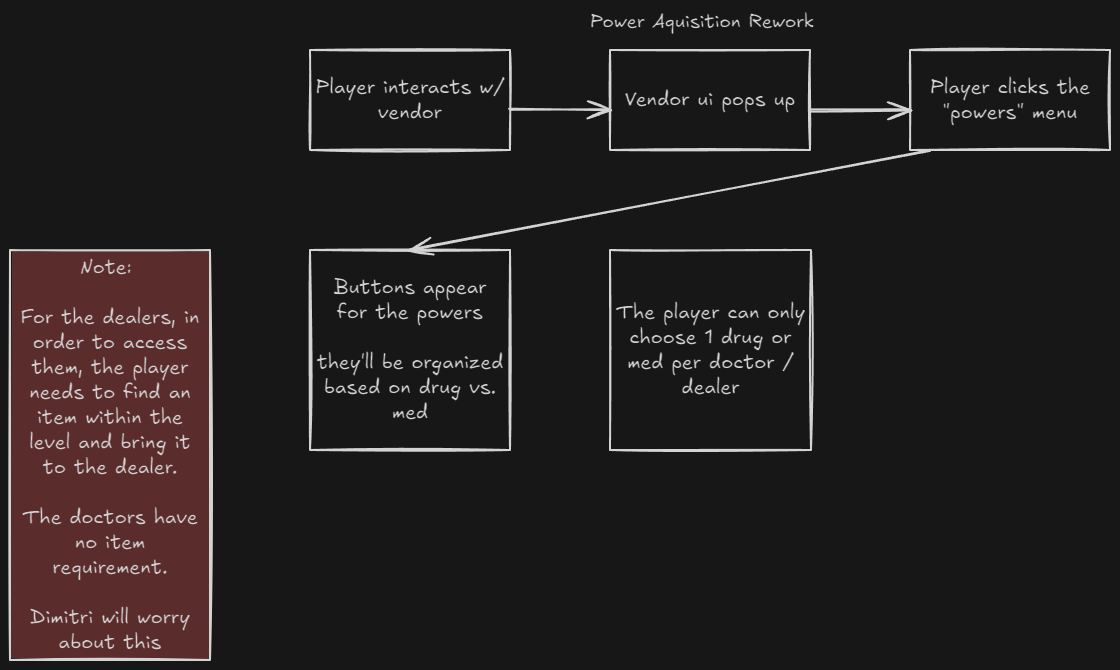 Power Aquisition Rework
Player interacts w/
vendor
Vendor ui pops up
Player clicks the
"powers" menu
Note:
For the dealers, in
order to access
them, the player
needs to find an
item within the
level and bring it
to the dealer.
The doctors have
no item
requirement.
Dimitri will worry
about this
Buttons appear
for the powers
they'll be organized
based on drug vs.
med
The player can only
choose 1 drug or
med per doctor /
dealer